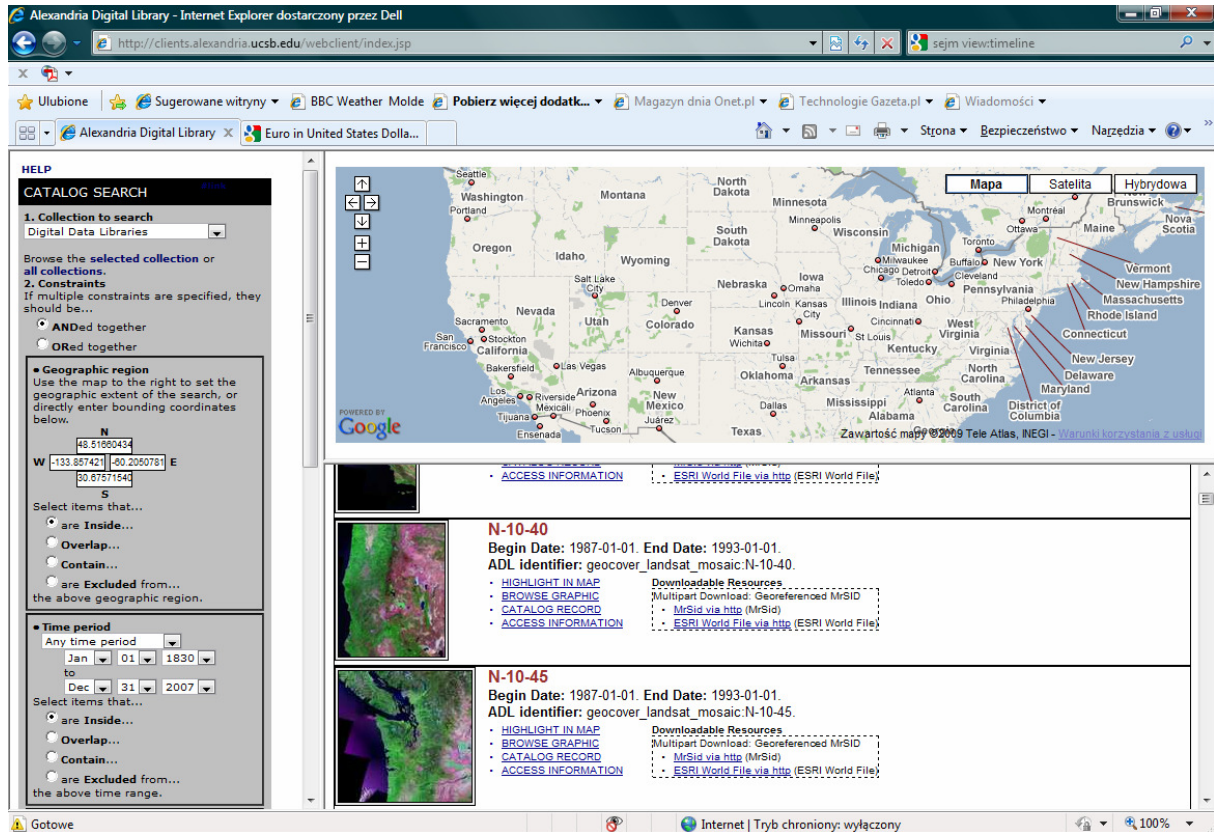 Alexandria Digital Library - Internet Explorer dostarczony przez Dell
http://clients.alexandria.ucsb.edu/webclient/index.jsp
sejm view:timeline
Ulubione
Sugerowane witryny
BBC Weather Molde
Pobierz więcej dodatk...
Magazyn dnia Onet.pl
Technologie Gazeta.pl
Wiadomości
Alexandria Digital Library
Euro in United States Dolla...
Strona
Bezpieczeństwo
Narzędzia
HELP
CATALOG SEARCH
1. Collection to search
Digital Data Libraries
Browse the selected collection or
all collections.
2. Constraints
If multiple constraints are specified, they
should be...
ANDed together
ORed together
• Geographic region
Use the map to the right to set the
geographic extent of the search, or
directly enter bounding coordinates
below.
N
48.51660434
W -133.857421 -60.2050781 E
30.67571540
S
Select items that...
are Inside...
Overlap...
Contain...
are Excluded from...
the above geographic region.
• Time period
Any time period
Jan 01 1830
to
Dec 31 2007
Select items that...
are Inside...
Overlap...
Contain...
are Excluded from...
the above time range.
Mapa
Satelita
Hybrydowa
Seattle
Washington
Portland
Montana
North
Dakota
Minnesota
Minneapolis
Montreal
Ottawa
Brunswick
Maine
Nova
Scotia
Oregon
Idaho
Wyoming
South
Dakota
Wisconsin
Michigan
Milwaukee
Toronto
Buffalo
New York
Vermont
New Hampshire
Massachusetts
Rhode Island
Connecticut
Salt Lake
City
Nebraska
Iowa
Omaha
Chicago
Detroit
Toledo
Cleveland
Pennsylvania
Philadelphia
Nevada
Utah
Denver
Colorado
Lincoln
Kansas
City
Illinois
Indiana
Ohio
Sacramento
San
Francisco
Stockton
California
Kansas
Wichita
Missouri
St Louis
Cincinnati
West
Virginia
Kentucky
Virginia
New Jersey
Delaware
Maryland
District of
Columbia
Bakersfield
Las Vegas
Albuquerque
Tulsa
Oklahoma
Arkansas
Tennessee
North
Carolina
Los
Angeles
Riverside
Arizona
Mexicali
Phoenix
New
Mexico
Dallas
Mississippi
Atlanta
South
Carolina
Tijuana
Tucson
Juárez
Alabama
Ensenada
Texas
Georgia
POWERED BY
Google
Zawartość mapy ©2009 Tele Atlas, INEGI - Warunki korzystania z usługi
CATALOG RECORD
MrSid via http (MrSid)
ACCESS INFORMATION
ESRI World File via http (ESRI World File)
N-10-40
Begin Date: 1987-01-01. End Date: 1993-01-01.
ADL identifier: geocover_landsat_mosaic:N-10-40.
HIGHLIGHT IN MAP
BROWSE GRAPHIC
CATALOG RECORD
ACCESS INFORMATION
Downloadable Resources
Multipart Download: Georeferenced MrSID
MrSid via http (MrSid)
ESRI World File via http (ESRI World File)
N-10-45
Begin Date: 1987-01-01. End Date: 1993-01-01.
ADL identifier: geocover_landsat_mosaic:N-10-45.
HIGHLIGHT IN MAP
BROWSE GRAPHIC
CATALOG RECORD
ACCESS INFORMATION
Downloadable Resources
Multipart Download: Georeferenced MrSID
MrSid via http (MrSid)
ESRI World File via http (ESRI World File)
Gotowe
Internet | Tryb chroniony: wyłączony
100%